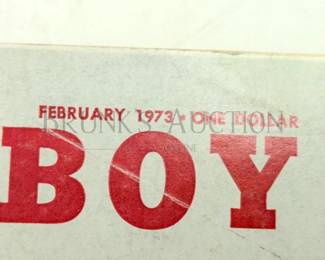 FEBRUARY 1973 • ONE DOLLAR
BRUNK'S AUCTION
BOY